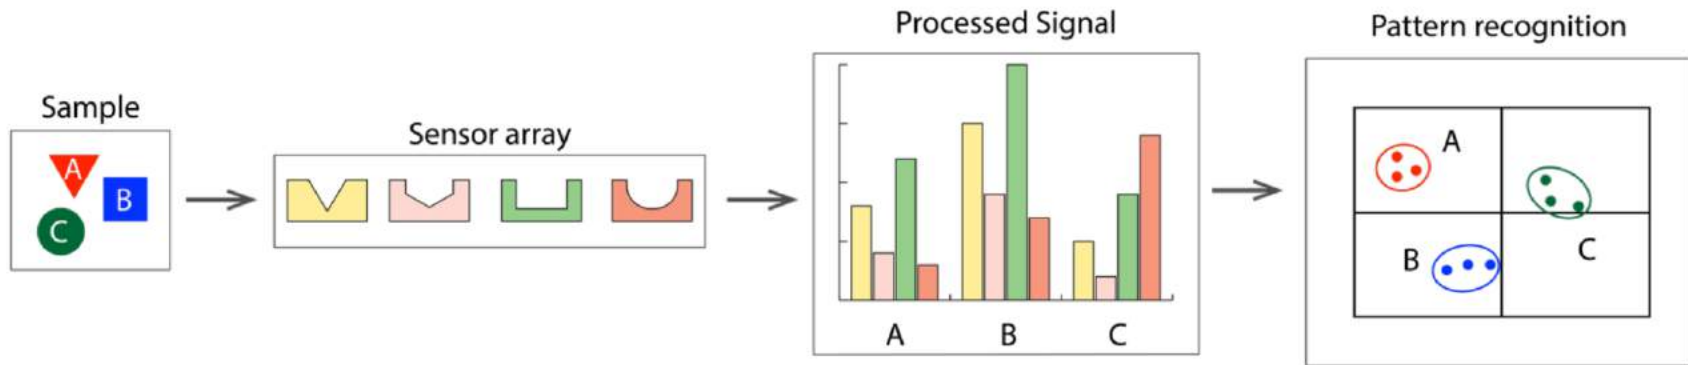 Sample
A
B
C
Sensor array
Processed Signal
A B C
Pattern recognition
A
B
C